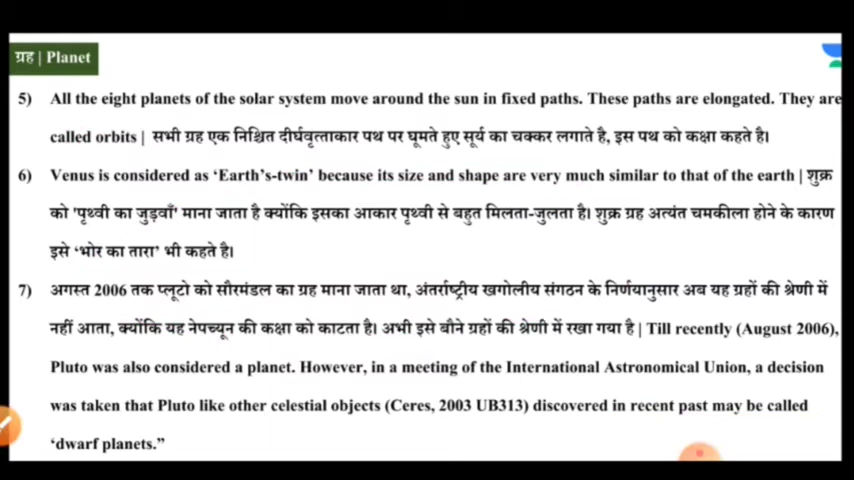 ग्रह | Planet
5) All the eight planets of the solar system move around the sun in fixed paths. These paths are elongated. They are
called orbits | सभी ग्रह एक निश्चित दीर्घवृत्ताकार पथ पर घूमते हुए सूर्य का चक्कर लगाते है, इस पथ को कक्षा कहते है।
6) Venus is considered as ‘Earth’s-twin’ because its size and shape are very much similar to that of the earth | शुक्र
को 'पृथ्वी का जुड़वाँ' माना जाता है क्योंकि इसका आकार पृथ्वी से बहुत मिलता-जुलता है। शुक्र ग्रह अत्यंत चमकीला होने के कारण
इसे ‘भोर का तारा’ भी कहते है।
7) अगस्त 2006 तक प्लूटो को सौरमंडल का ग्रह माना जाता था, अंतर्राष्ट्रीय खगोलीय संगठन के निर्णयानुसार अब यह ग्रहों की श्रेणी में
नहीं आता, क्योंकि यह नेपच्यून की कक्षा को काटता है। अभी इसे बौने ग्रहों की श्रेणी में रखा गया है | Till recently (August 2006),
Pluto was also considered a planet. However, in a meeting of the International Astronomical Union, a decision
was taken that Pluto like other celestial objects (Ceres, 2003 UB313) discovered in recent past may be called
‘dwarf planets.”